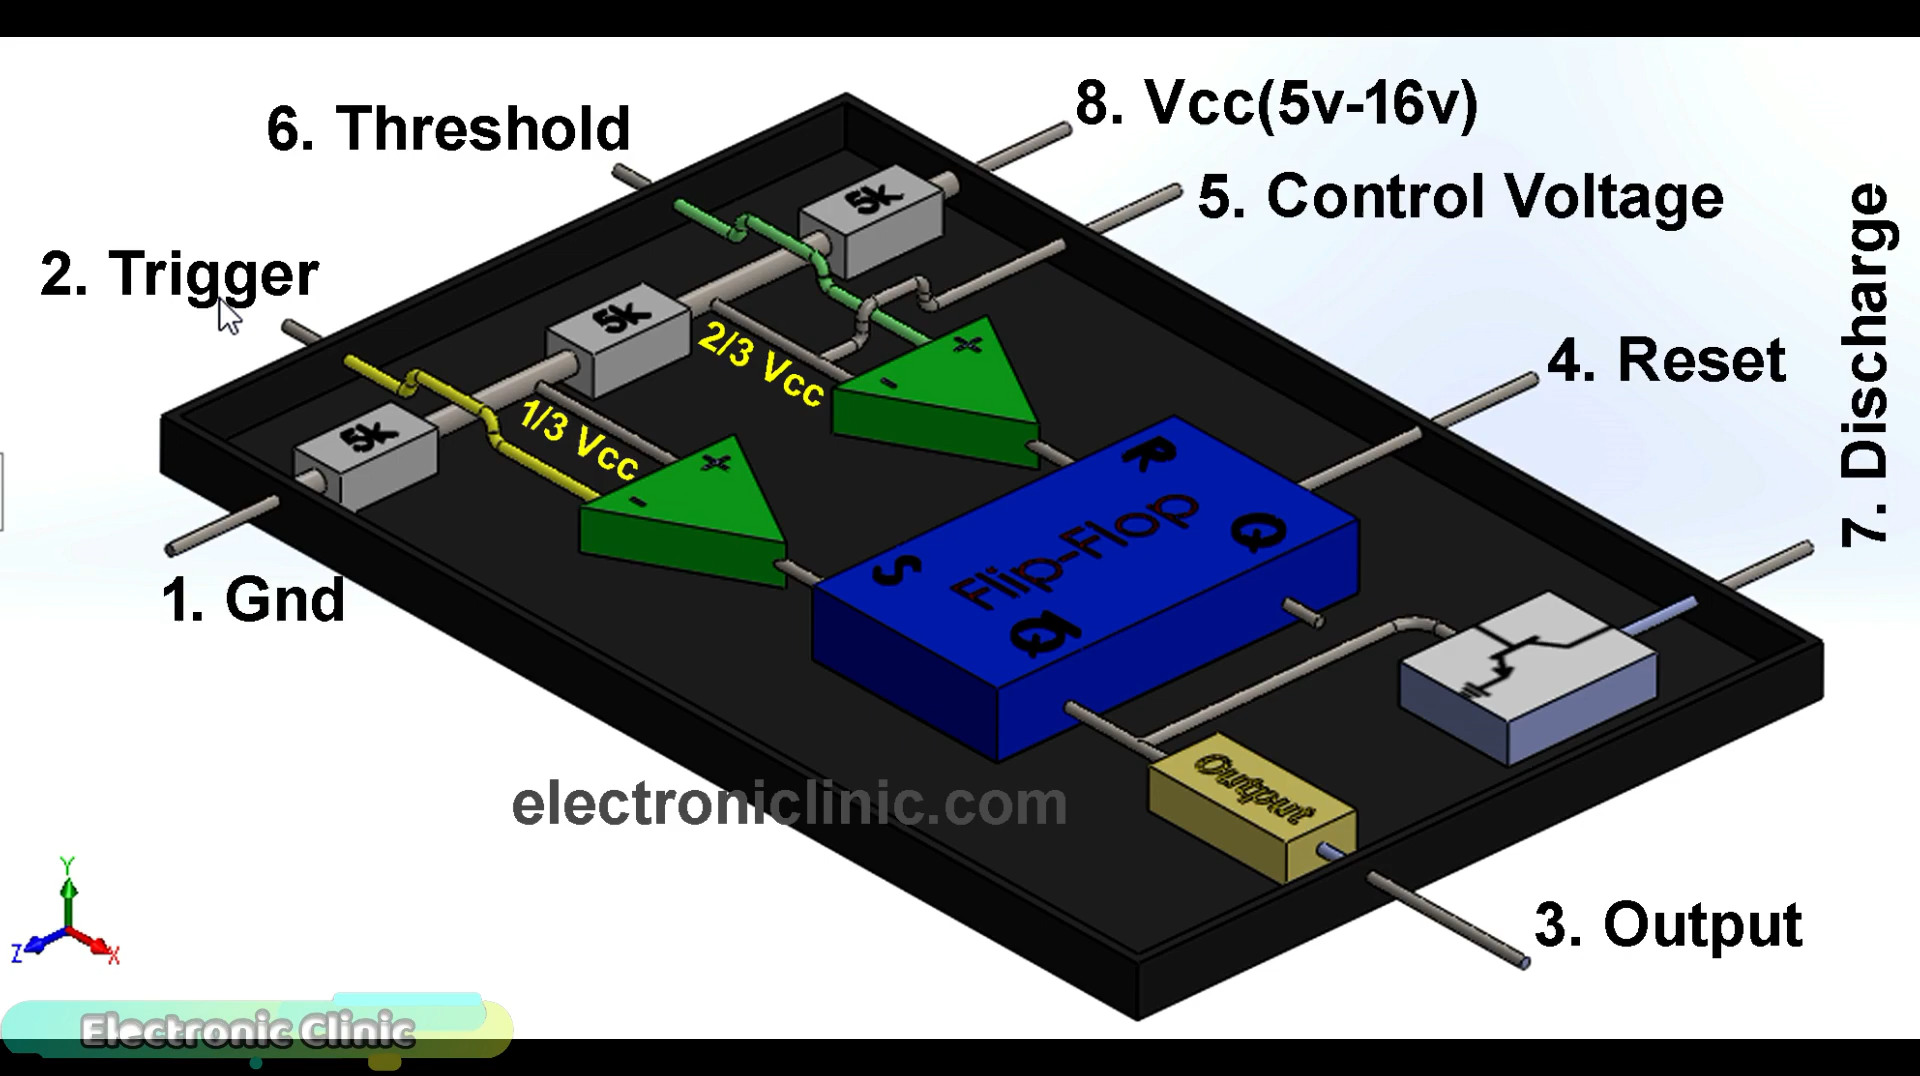 8. Vcc(5v-16v)
6. Threshold
5. Control Voltage
7. Discharge
2. Trigger
4. Reset
1. Gnd
3. Output
5K
5K
5K
2/3 Vcc
1/3 Vcc
+
-
+
-
R
S
Flip-Flop
Q
Output
electroniclinic.com
Y
Z
X
Electronic Clinic